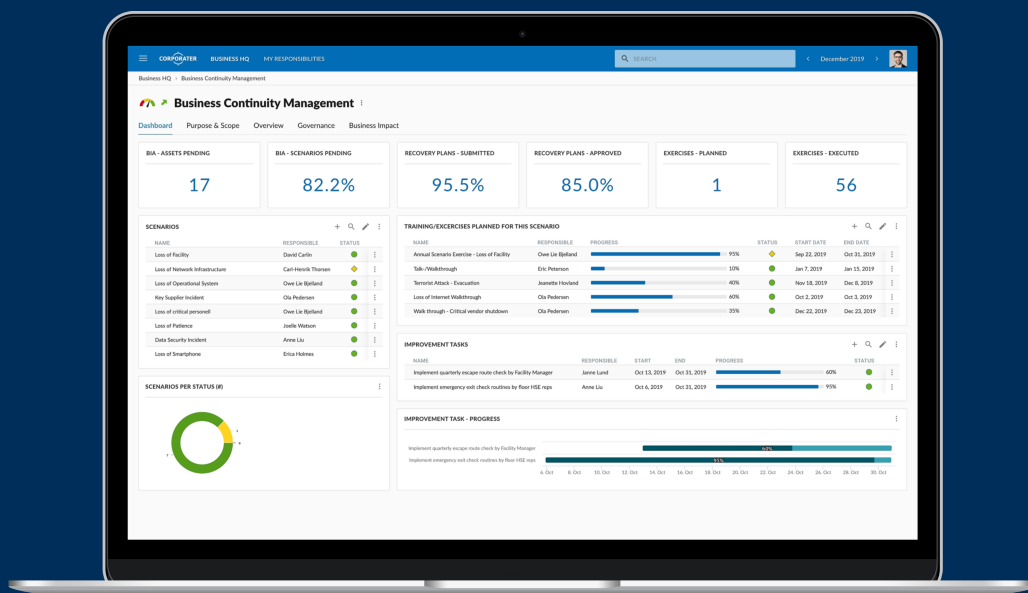 CORPORATER BUSINESS HQ MY RESPONSIBILITIES SEARCH < December 2019 >
Business HQ > Business Continuity Management
Business Continuity Management
Dashboard Purpose & Scope Overview Governance Business Impact
BIA - ASSETS PENDING
17
BIA - SCENARIOS PENDING
82.2%
RECOVERY PLANS - SUBMITTED
95.5%
RECOVERY PLANS - APPROVED
85.0%
EXERCISES - PLANNED
1
EXERCISES - EXECUTED
56
SCENARIOS
NAME RESPONSIBLE STATUS
Loss of Facility David Carlin
Loss of Network Infrastructure Carl-Henrik Thorsen
Loss of Operational System Owe Lie Bjelland
Key Supplier Incident Ola Pedersen
Loss of critical personell Owe Lie Bjelland
Loss of Patience Joelle Watson
Data Security Incident Anne Liu
Loss of Smartphone Erica Holmes
SCENARIOS PER STATUS (#)
TRAINING/EXCERCISES PLANNED FOR THIS SCENARIO
NAME RESPONSIBLE PROGRESS STATUS START DATE END DATE
Annual Scenario Exercise - Loss of Facility Owe Lie Bjelland 95% Sep 22, 2019 Oct 31, 2019
Talk-/Walkthrough Eric Peterson 10% Jan 7, 2019 Jan 15, 2019
Terrorist Attack - Evacuation Jeanette Hovland 40% Nov 18, 2019 Dec 8, 2019
Loss of Internet Walkthrough Ola Pedersen 60% Oct 2, 2019 Oct 3, 2019
Walk through - Critical vendor shutdown Ola Pedersen 35% Dec 22, 2019 Dec 23, 2019
IMPROVEMENT TASKS
NAME RESPONSIBLE START END PROGRESS STATUS
Implement quarterly escape route check by Facility Manager Janne Lund Oct 13, 2019 Oct 31, 2019 60%
Implement emergency exit check routines by floor HSE reps Anne Liu Oct 6, 2019 Oct 31, 2019 95%
IMPROVEMENT TASK - PROGRESS
Implement quarterly escape route check by Facility Manager 60%
Implement emergency exit check routines by floor HSE reps 95%
6. Oct 8. Oct 10. Oct 12. Oct 14. Oct 16. Oct 18. Oct 20. Oct 22. Oct 24. Oct 26. Oct 28. Oct 30. Oct